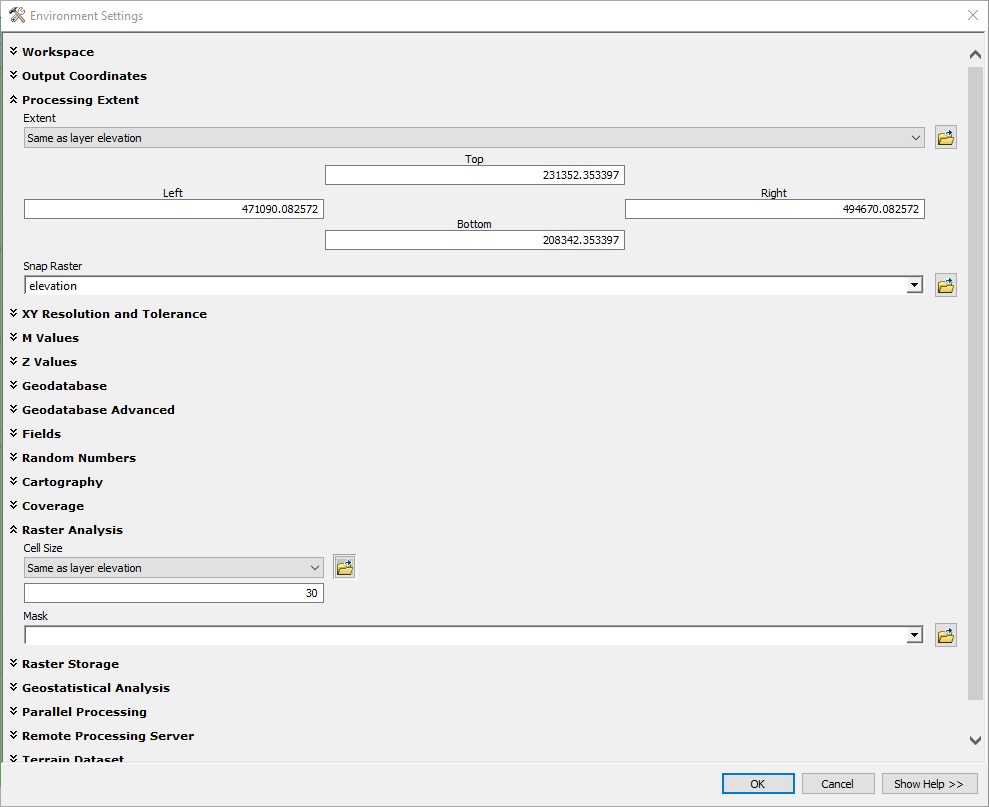 Environment Settings
Workspace
Output Coordinates
Processing Extent
Extent
Same as layer elevation
Top
231352.353397
Left
Right
471090.082572
494670.082572
Bottom
208342.353397
Snap Raster
elevation
XY Resolution and Tolerance
M Values
Z Values
Geodatabase
Geodatabase Advanced
Fields
Random Numbers
Cartography
Coverage
Raster Analysis
Cell Size
Same as layer elevation
30
Mask
Raster Storage
Geostatistical Analysis
Parallel Processing
Remote Processing Server
Terrain Dataset
OK
Cancel
Show Help >>